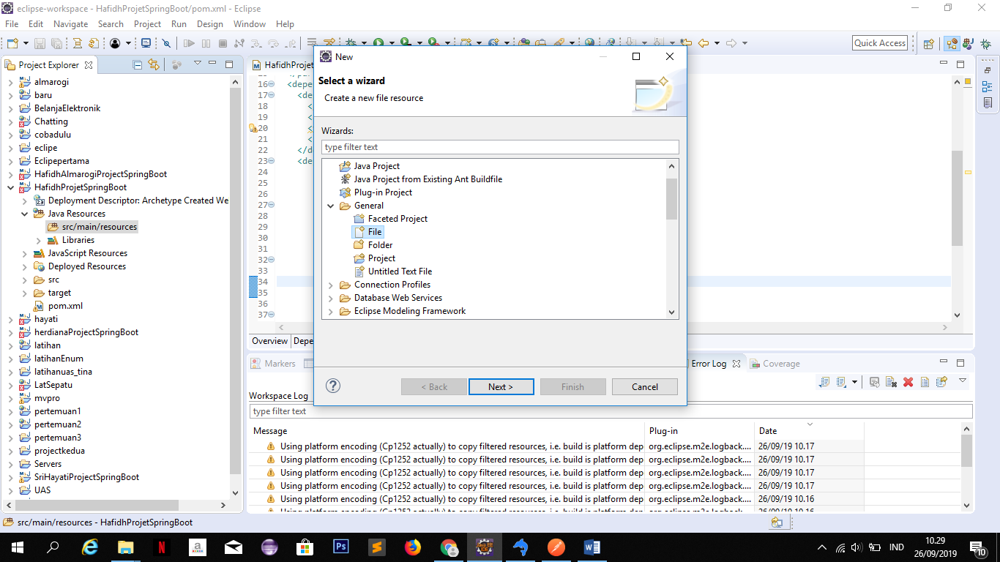 eclipse-workspace - HafidhProjetSpringBoot/pom.xml - Eclipse
File Edit Navigate Search Project Run Design Window Help
Quick Access
Project Explorer
almarogi
baru
BelanjaElektronik
Chatting
cobadulu
eclipe
Eclipepertama
HafidhAlmarogiProjectSpringBoot
HafidhProjetSpringBoot
Deployment Descriptor: Archetype Created We
Java Resources
src/main/resources
Libraries
JavaScript Resources
Deployed Resources
src
target
pom.xml
hayati
herdianaProjectSpringBoot
latihan
latihanEnum
latihanuas_tina
LatSepatu
mvpro
pertemuan1
pertemuan2
pertemuan3
projectkedua
Servers
SriHayatiProjectSpringBoot
UAS
HafidhProjet
16 <depe
17 <de
18 <
19 <
20 <
21 <
22 </d
23 <de
24
25
26
27
28
29
30
31
32
33
34
35
36
37
Overview Depe
New
Select a wizard
Create a new file resource
Wizards:
type filter text
Java Project
Java Project from Existing Ant Buildfile
Plug-in Project
General
Faceted Project
File
Folder
Project
Untitled Text File
Connection Profiles
Database Web Services
Eclipse Modeling Framework
< Back Next > Finish Cancel
Markers Error Log Coverage
Workspace Log
type filter text
Message Plug-in Date
Using platform encoding (Cp1252 actually) to copy filtered resources, i.e. build is platform dep org.eclipse.m2e.logback.... 26/09/19 10.17
Using platform encoding (Cp1252 actually) to copy filtered resources, i.e. build is platform dep org.eclipse.m2e.logback.... 26/09/19 10.17
Using platform encoding (Cp1252 actually) to copy filtered resources, i.e. build is platform dep org.eclipse.m2e.logback.... 26/09/19 10.17
Using platform encoding (Cp1252 actually) to copy filtered resources, i.e. build is platform dep org.eclipse.m2e.logback.... 26/09/19 10.17
Using platform encoding (Cp1252 actually) to copy filtered resources, i.e. build is platform dep org.eclipse.m2e.logback.... 26/09/19 10.16
src/main/resources - HafidhProjetSpringBoot
IND
10.29
26/09/2019
10